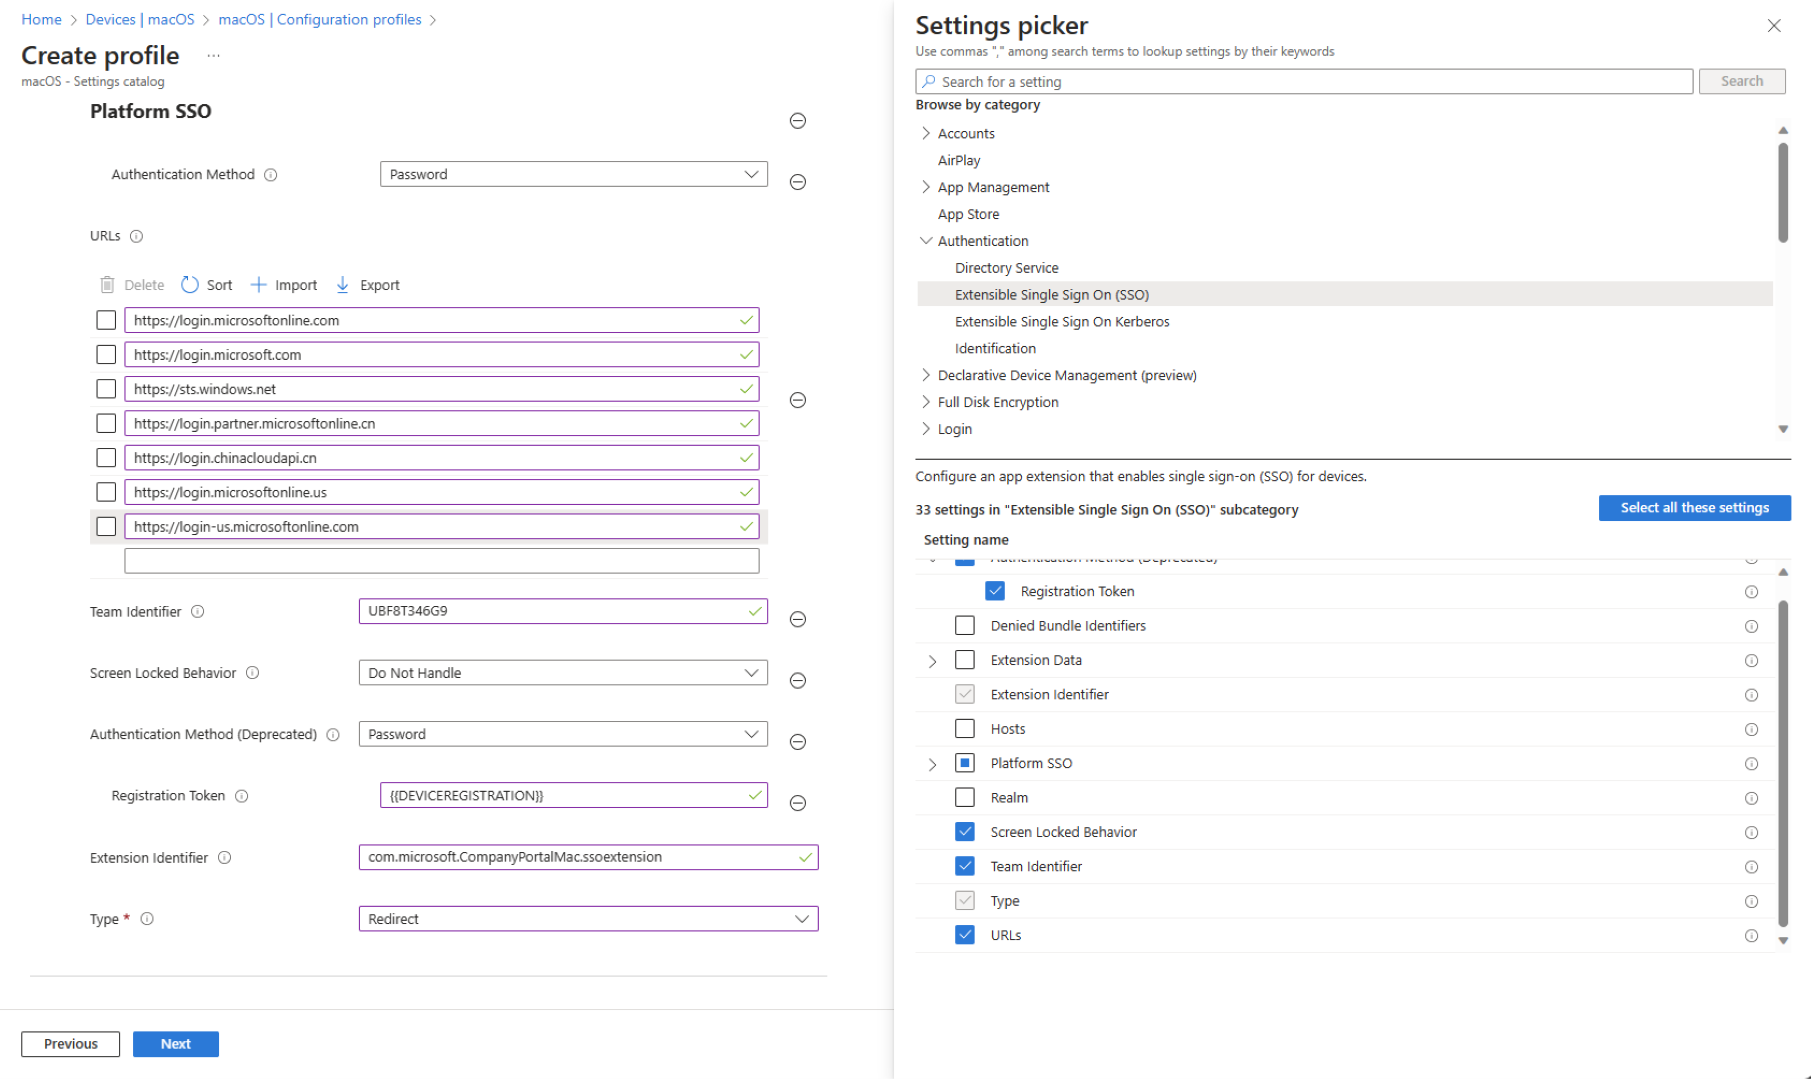 Home > Devices | macOS > macOS | Configuration profiles >
Create profile ...
macOS - Settings catalog
Platform SSO
Authentication Method
Password
URLs
Delete Sort Import Export
https://login.microsoftonline.com
https://login.microsoft.com
https://sts.windows.net
https://login.partner.microsoftonline.cn
https://login.chinacloudapi.cn
https://login.microsoftonline.us
https://login-us.microsoftonline.com
Team Identifier
UBF8T346G9
Screen Locked Behavior
Do Not Handle
Authentication Method (Deprecated)
Password
Registration Token
{{DEVICEREGISTRATION}}
Extension Identifier
com.microsoft.CompanyPortalMac.ssoextension
Type *
Redirect
Previous
Next
Settings picker
Use commas "," among search terms to lookup settings by their keywords
Search for a setting
Search
Browse by category
Accounts
AirPlay
App Management
App Store
Authentication
Directory Service
Extensible Single Sign On (SSO)
Extensible Single Sign On Kerberos
Identification
Declarative Device Management (preview)
Full Disk Encryption
Login
Configure an app extension that enables single sign-on (SSO) for devices.
33 settings in "Extensible Single Sign On (SSO)" subcategory
Select all these settings
Setting name
Authentication Method (Deprecated)
Registration Token
Denied Bundle Identifiers
Extension Data
Extension Identifier
Hosts
Platform SSO
Realm
Screen Locked Behavior
Team Identifier
Type
URLs